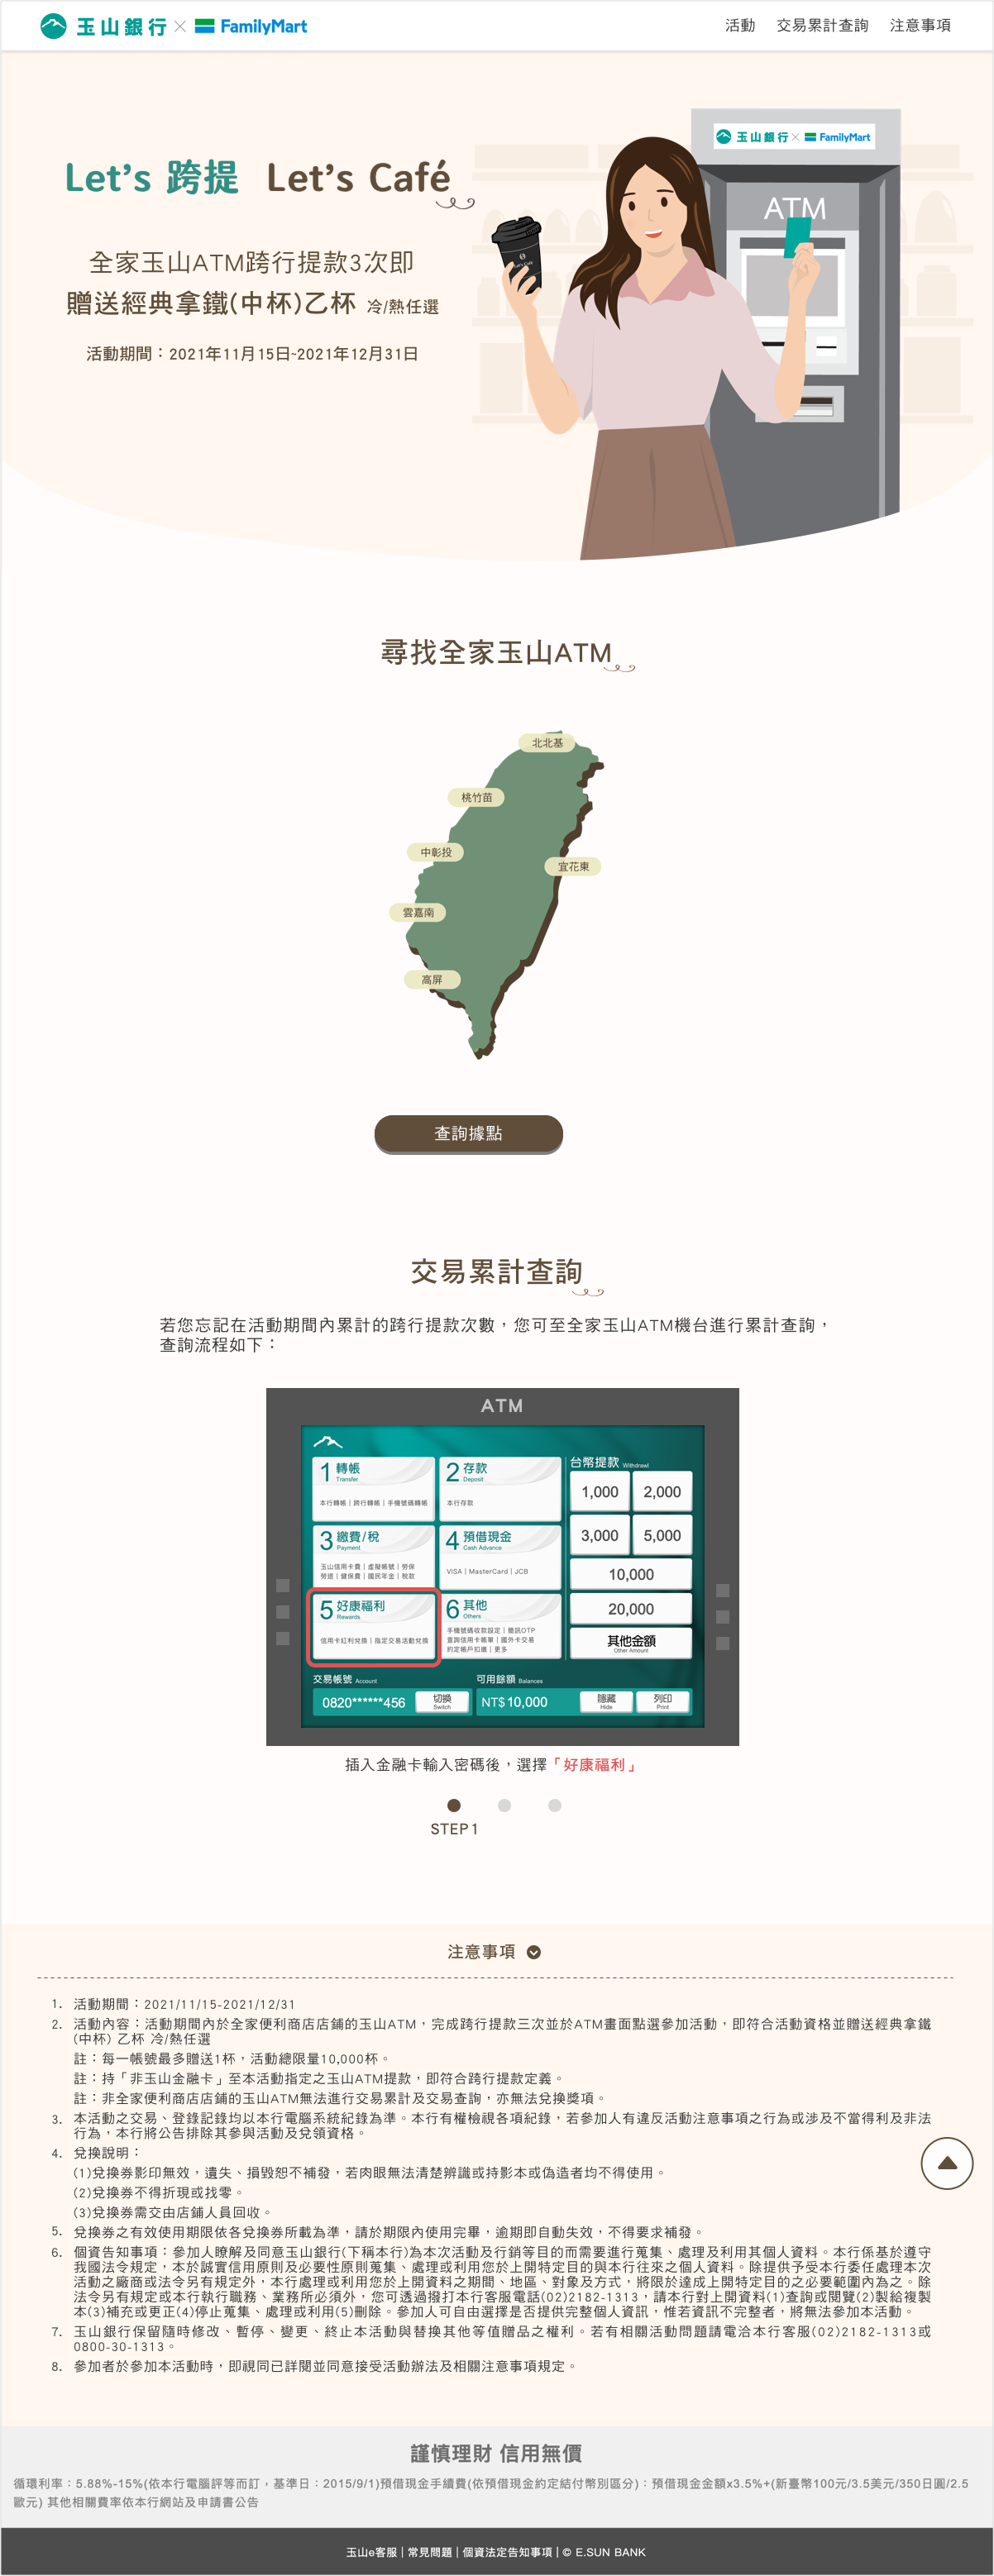 玉山銀行 × FamilyMart
活動 交易累計查詢 注意事項
玉山銀行× FamilyMart
ATM
Let's 跨提 Let's Café
Let's Café
全家玉山ATM跨行提款3次即
贈送經典拿鐵(中杯)乙杯 冷/熱任選
活動期間：2021年11月15日~2021年12月31日
尋找全家玉山ATM
北北基
桃竹苗
中彰投
宜花東
雲嘉南
高屏
查詢據點
交易累計查詢
若您忘記在活動期間內累計的跨行提款次數，您可至全家玉山ATM機台進行累計查詢，
查詢流程如下：
ATM
1 轉帳 Transfer
本行轉帳 | 跨行轉帳 | 手機號碼轉帳
2 存款 Deposit
本行存款
台幣提款 Withdrawl
1,000 2,000
3 繳費/稅 Payment
玉山信用卡費 | 虛擬帳號 | 勞保
勞退 | 健保費 | 國民年金 | 稅款
4 預借現金 Cash Advance
VISA | MasterCard | JCB
3,000 5,000
10,000
5 好康福利 Rewards
信用卡紅利兌換 | 指定交易活動兌換
6 其他 Others
手機號碼收款設定 | 簡訊OTP
查詢信用卡帳單 | 國外卡交易
約定帳戶扣繳 | 更多
20,000
其他金額
Other Amount
交易帳號 Account
可用餘額 Balances
0820******456 切換 Switch
NT$ 10,000 隱藏 Hide 列印 Print
插入金融卡輸入密碼後，選擇「好康福利」
STEP 1
注意事項
1. 活動期間：2021/11/15-2021/12/31
2. 活動內容：活動期間內於全家便利商店店鋪的玉山ATM，完成跨行提款三次並於ATM畫面點選參加活動，即符合活動資格並贈送經典拿鐵
(中杯) 乙杯 冷/熱任選
註：每一帳號最多贈送1杯，活動總限量10,000杯。
註：持「非玉山金融卡」至本活動指定之玉山ATM提款，即符合跨行提款定義。
註：非全家便利商店店鋪的玉山ATM無法進行交易累計及交易查詢，亦無法兌換獎項。
3. 本活動之交易、登錄記錄均以本行電腦系統紀錄為準。本行有權檢視各項紀錄，若參加人有違反活動注意事項之行為或涉及不當得利及非法
行為，本行將公告排除其參與活動及兌領資格。
4. 兌換說明：
(1)兌換券影印無效，遺失、損毀恕不補發，若肉眼無法清楚辨識或持影本或偽造者均不得使用。
(2)兌換券不得折現或找零。
(3)兌換券需交由店鋪人員回收。
5. 兌換券之有效使用期限依各兌換券所載為準，請於期限內使用完畢，逾期即自動失效，不得要求補發。
6. 個資告知事項：參加人瞭解及同意玉山銀行(下稱本行)為本次活動及行銷等目的而需要進行蒐集、處理及利用其個人資料。本行係基於遵守
我國法令規定，本於誠實信用原則及必要性原則蒐集、處理或利用您於上開特定目的與本行往來之個人資料。除提供予受本行委任處理本次
活動之廠商或法令另有規定外，本行處理或利用您於上開資料之期間、地區、對象及方式，將限於達成上開特定目的之必要範圍內為之。除
法令另有規定或本行執行職務、業務所必須外，您可透過撥打本行客服電話(02)2182-1313，請本行對上開資料(1)查詢或閱覽(2)製給複製
本(3)補充或更正(4)停止蒐集、處理或利用(5)刪除。參加人可自由選擇是否提供完整個人資訊，惟若資訊不完整者，將無法參加本活動。
7. 玉山銀行保留隨時修改、暫停、變更、終止本活動與替換其他等值贈品之權利。若有相關活動問題請電洽本行客服(02)2182-1313或
0800-30-1313。
8. 參加者於參加本活動時，即視同已詳閱並同意接受活動辦法及相關注意事項規定。
謹慎理財 信用無價
循環利率：5.88%-15%(依本行電腦評等而訂，基準日：2015/9/1)預借現金手續費(依預借現金約定結付幣別區分)：預借現金金額x3.5%+(新臺幣100元/3.5美元/350日圓/2.5
歐元) 其他相關費率依本行網站及申請書公告
玉山e客服 | 常見問題 | 個資法定告知事項 | © E.SUN BANK